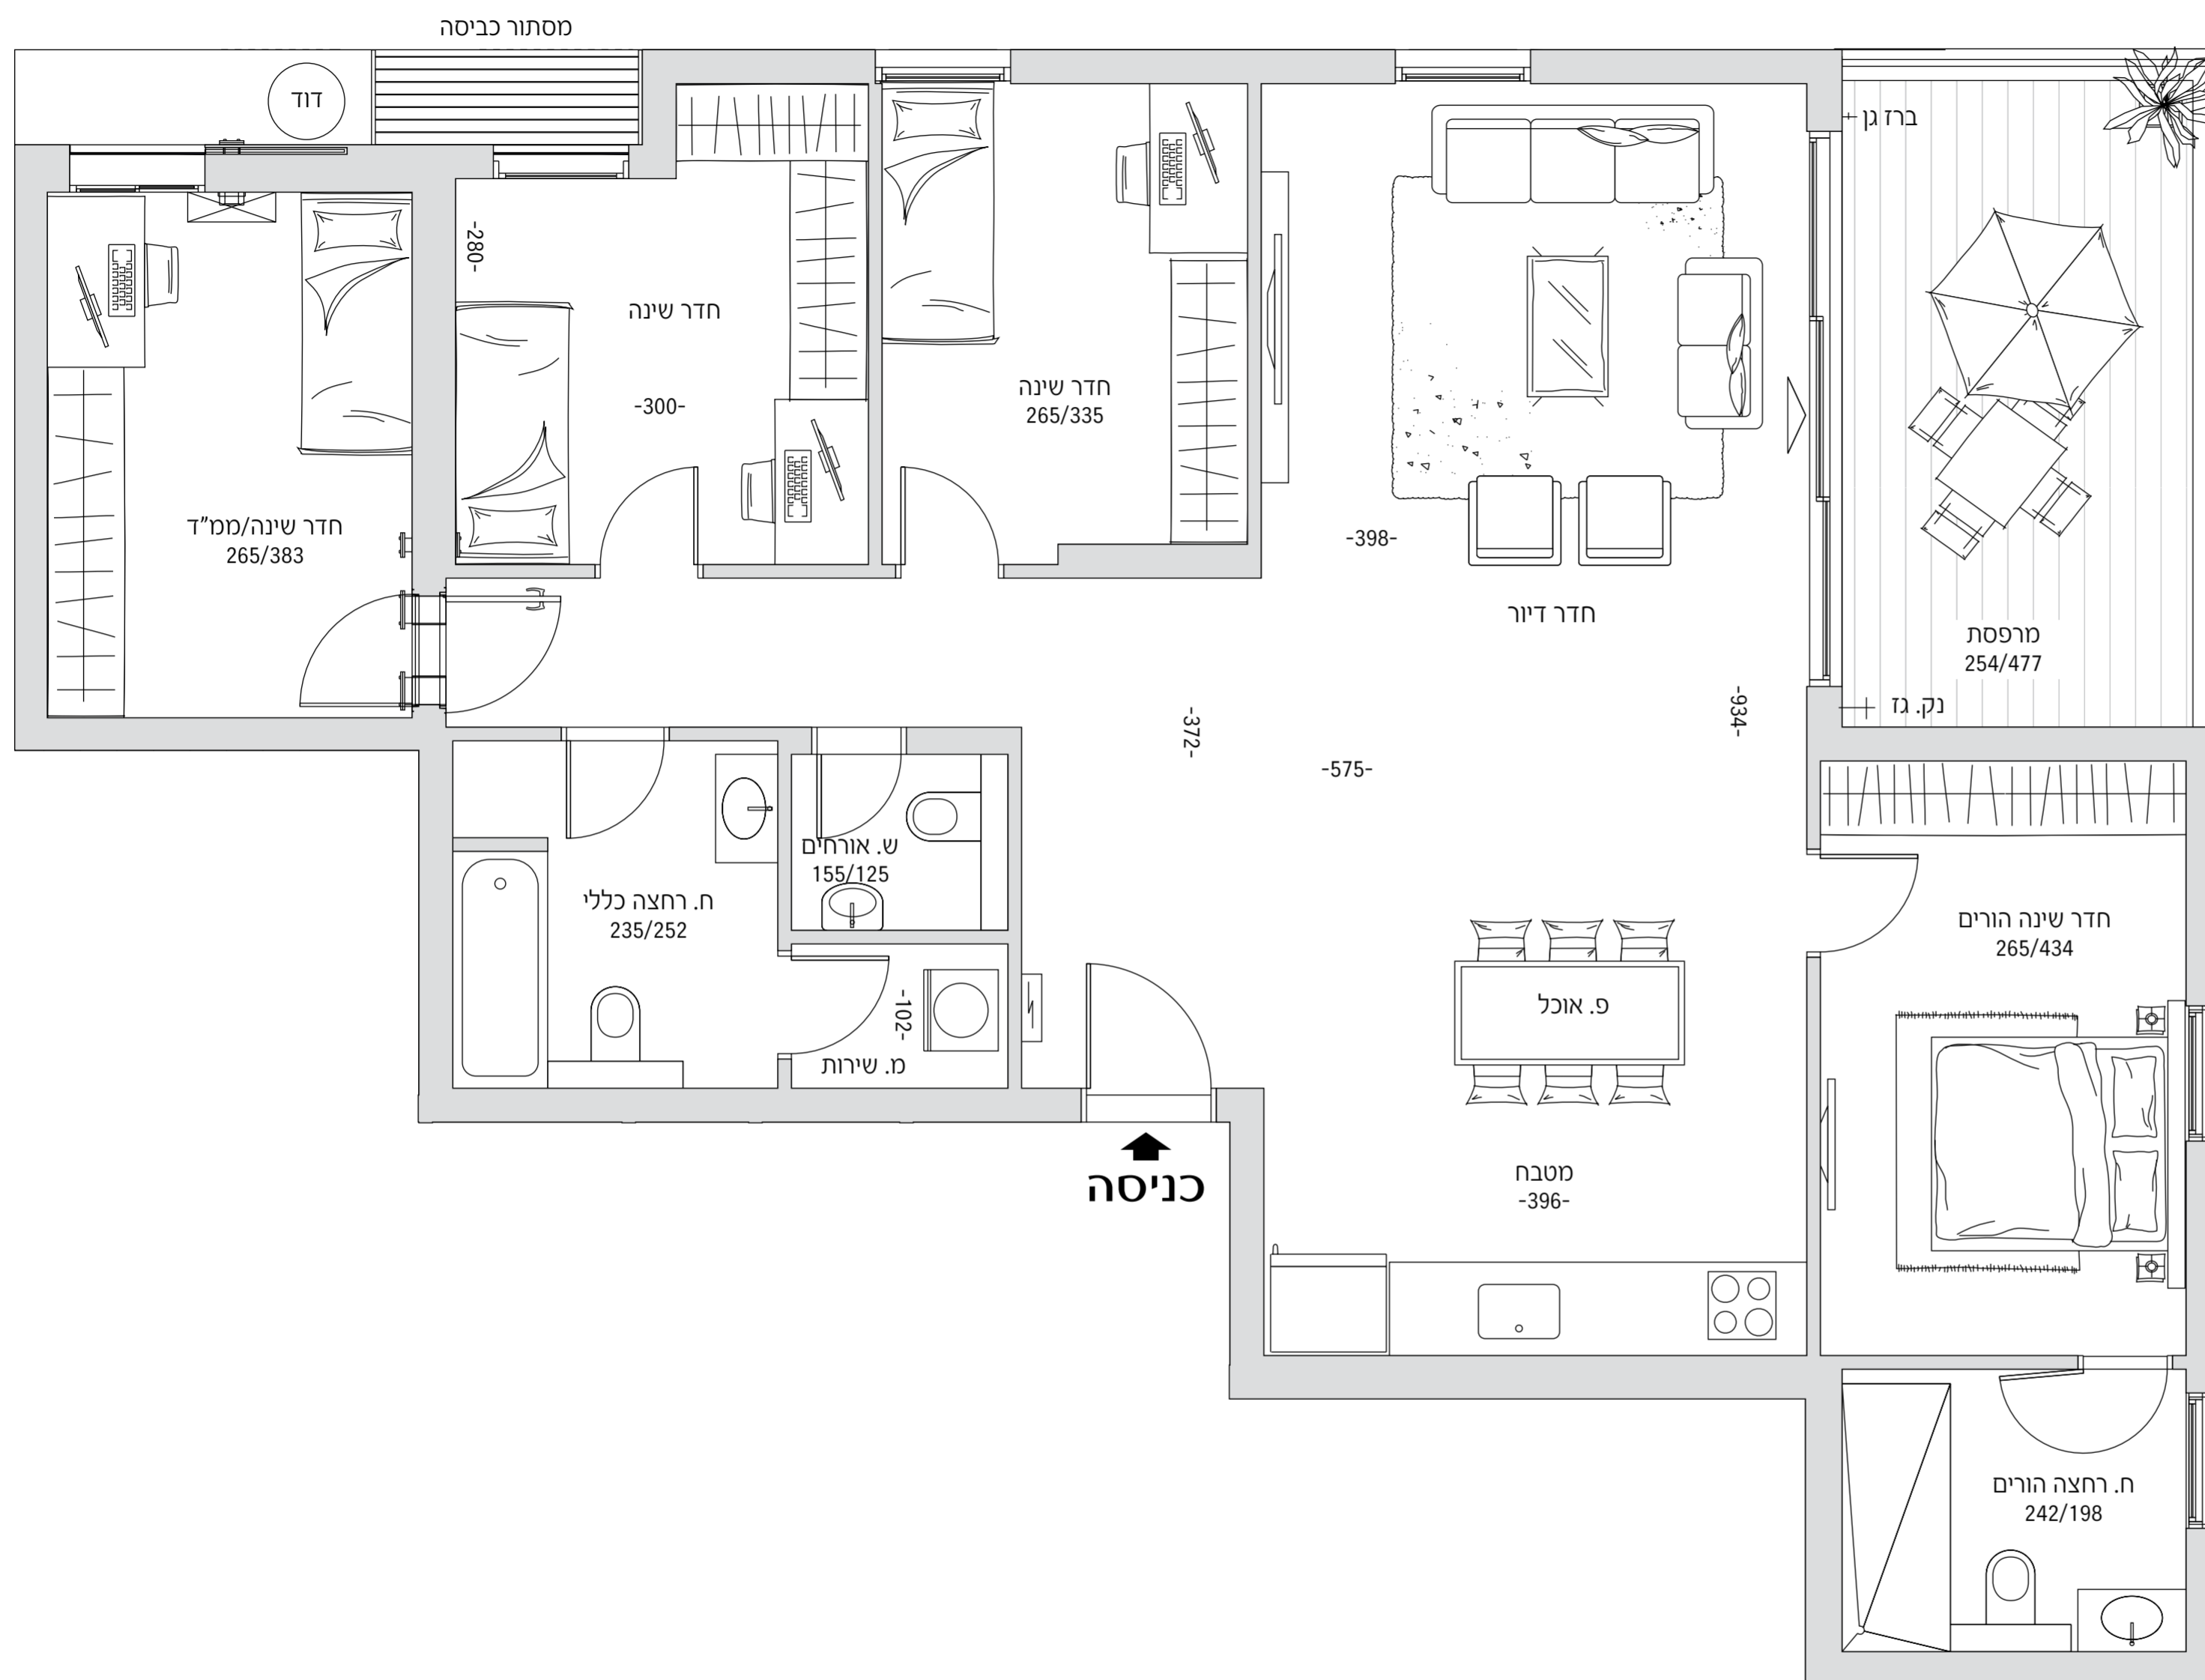 מסתור כביסה
דוד
ברז גן
-280-
חדר שינה
-300-
חדר שינה
265/335
חדר שינה/ממ"ד
265/383
-398-
חדר דיור
מרפסת
254/477
נק. גז
-934-
-372-
-575-
ש. אורחים
155/125
ח. רחצה כללי
235/252
חדר שינה הורים
265/434
פ. אוכל
-102-
מ. שירות
מטבח
-396-
כניסה
ח. רחצה הורים
242/198